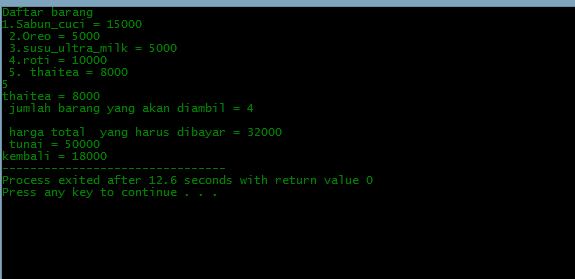 Daftar barang
1.Sabun_cuci = 15000
2.Oreo = 5000
3.susu_ultra_milk = 5000
4.roti = 10000
5. thaitea = 8000
5
thaitea = 8000
jumlah barang yang akan diambil = 4
harga total  yang harus dibayar = 32000
tunai = 50000
kembali = 18000
--------------------------------
Process exited after 12.6 seconds with return value 0
Press any key to continue . . .